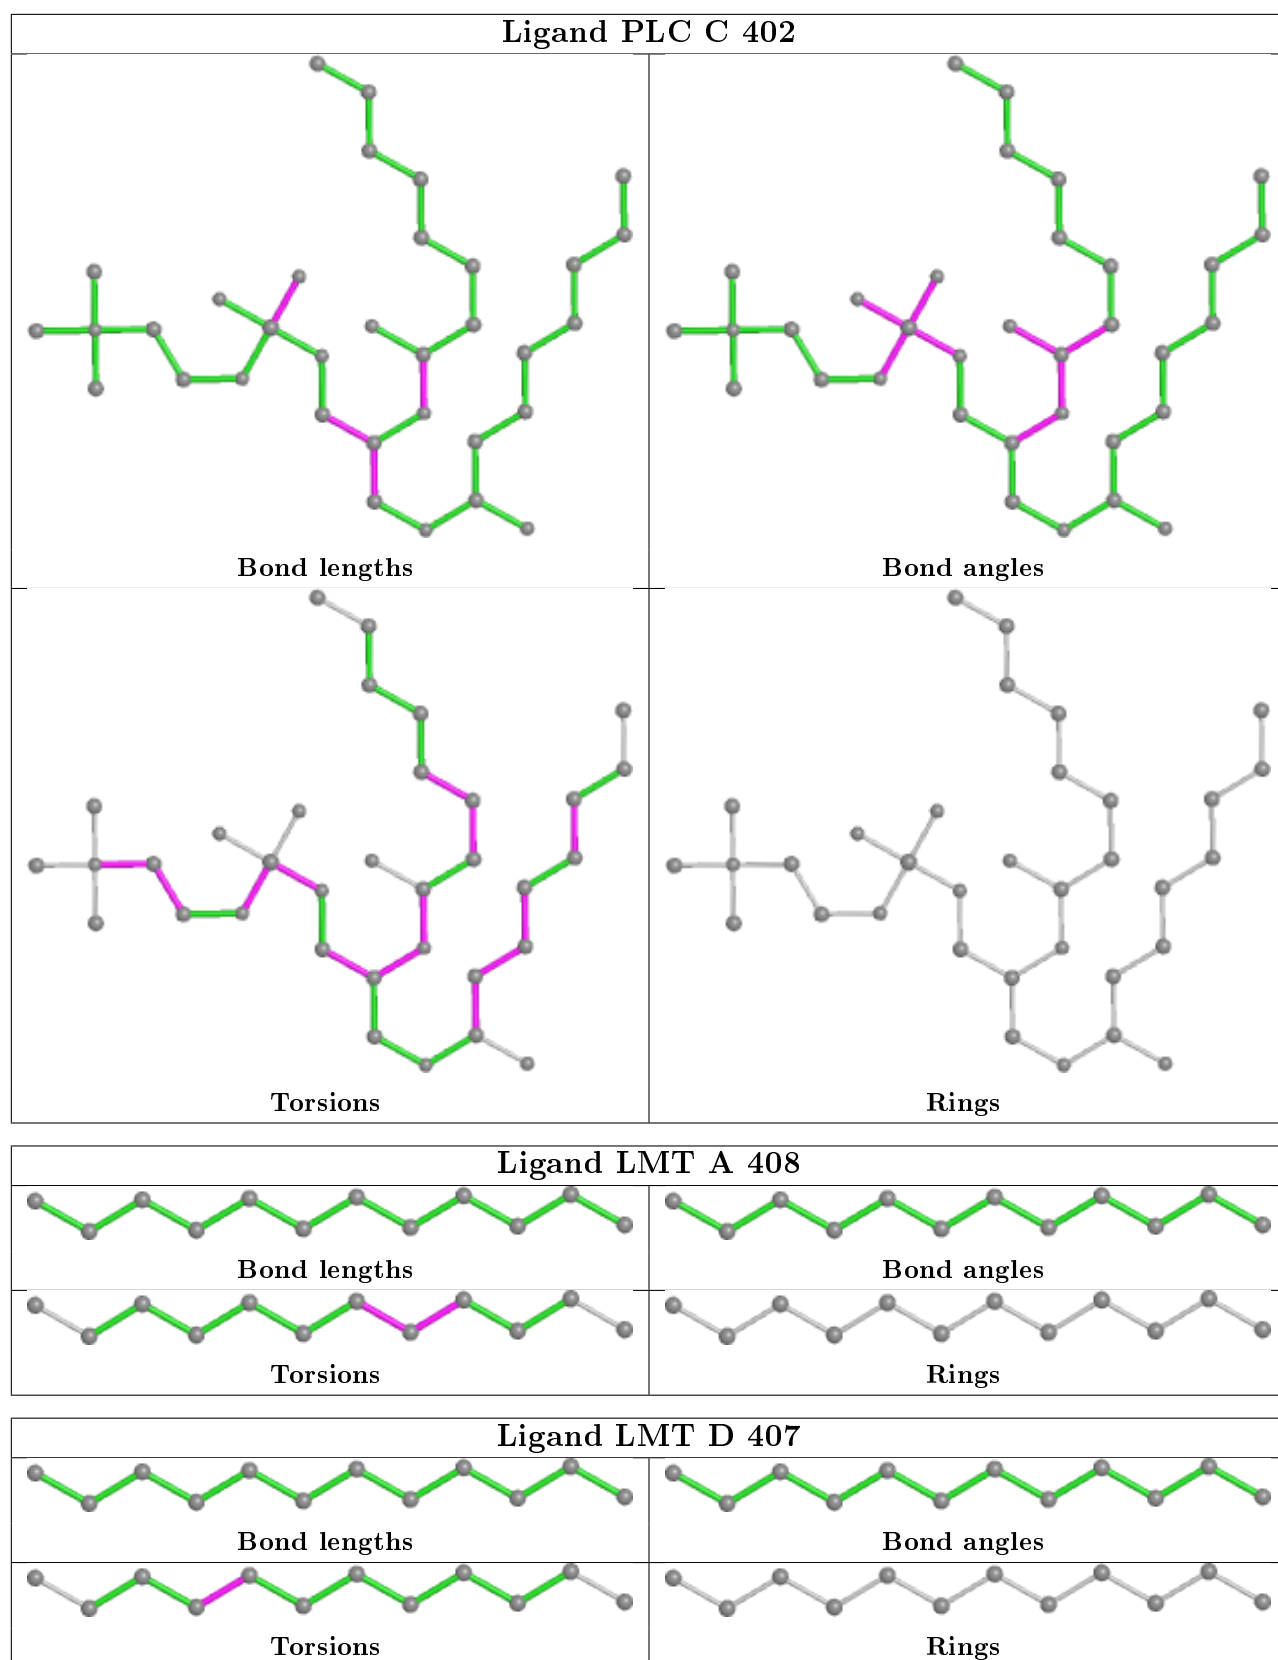 Ligand PLC C 402
Bond lengths
Bond angles
Torsions
Rings
Ligand LMT A 408
Bond lengths
Bond angles
Torsions
Rings
Ligand LMT D 407
Bond lengths
Bond angles
Torsions
Rings